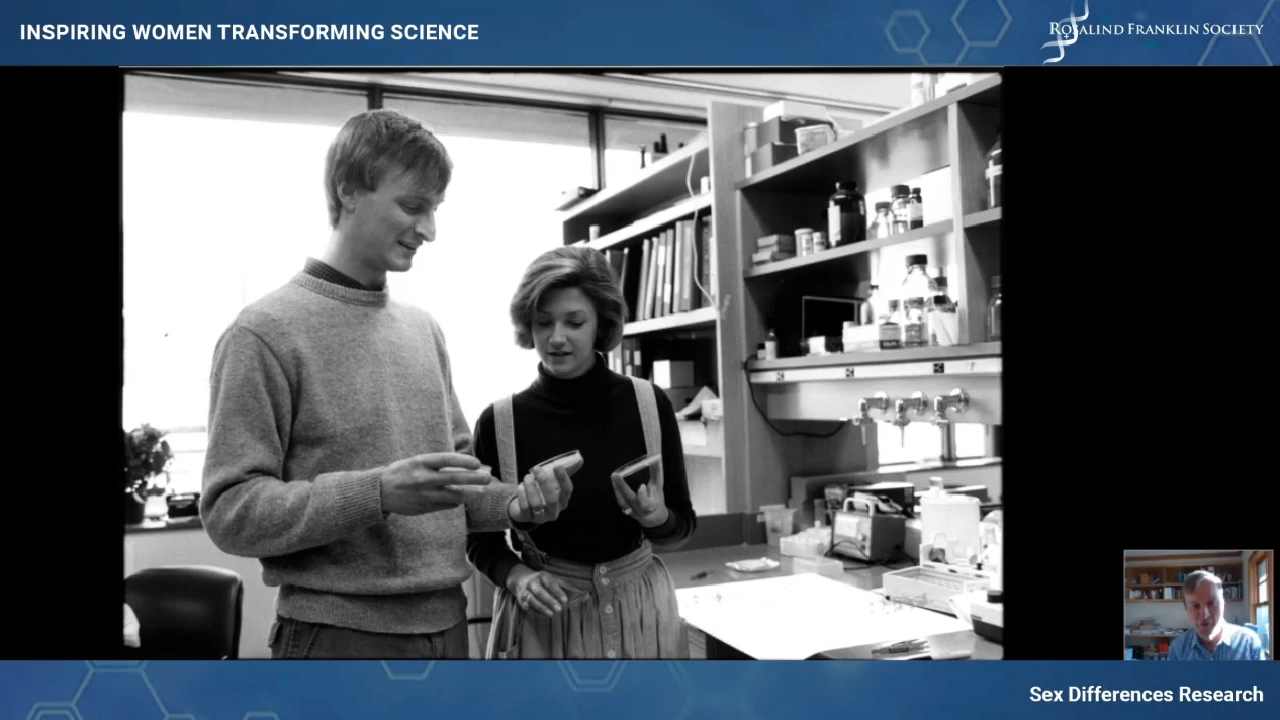 INSPIRING WOMEN TRANSFORMING SCIENCE
ROSALIND FRANKLIN SOCIETY
Sex Differences Research